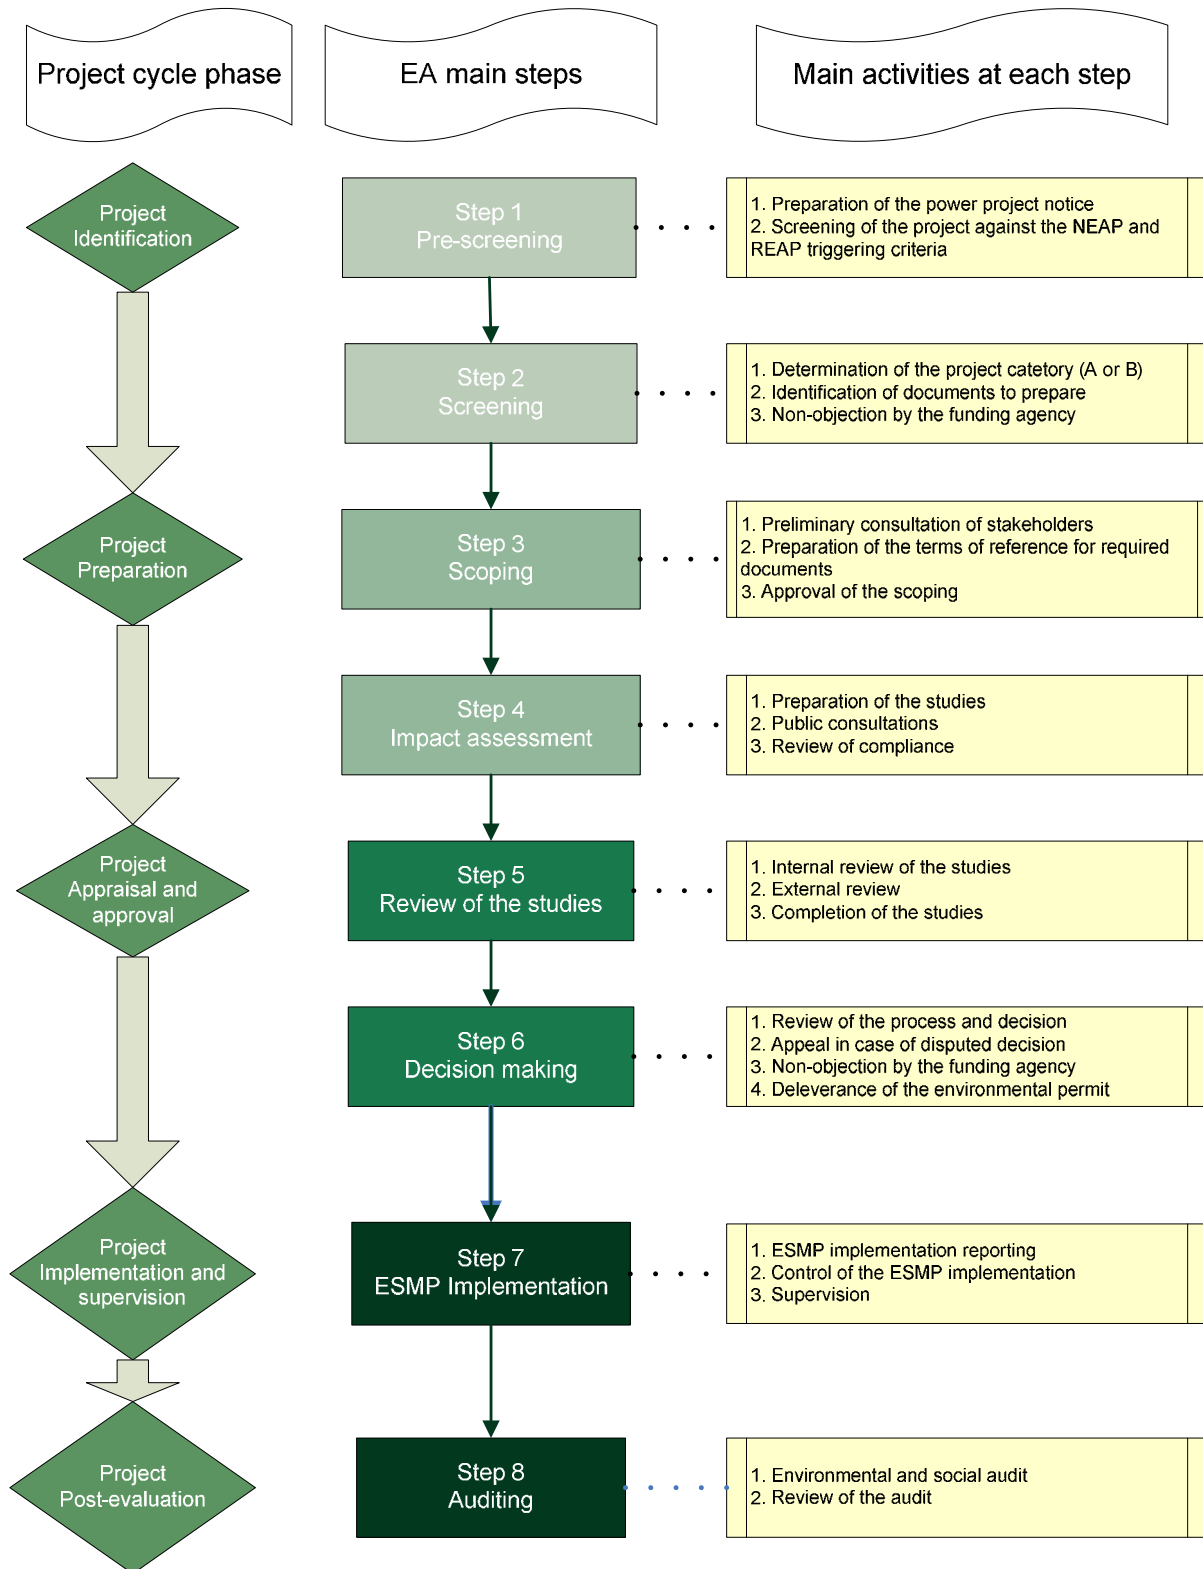 Project cycle phase
EA main steps
Main activities at each step
Project
Identification
Step 1
Pre-screening
1. Preparation of the power project notice
2. Screening of the project against the NEAP and
REAP triggering criteria
Step 2
Screening
1. Determination of the project catetory (A or B)
2. Identification of documents to prepare
3. Non-objection by the funding agency
Project
Preparation
Step 3
Scoping
1. Preliminary consultation of stakeholders
2. Preparation of the terms of reference for required
documents
3. Approval of the scoping
Step 4
Impact assessment
1. Preparation of the studies
2. Public consultations
3. Review of compliance
Project
Appraisal and
approval
Step 5
Review of the studies
1. Internal review of the studies
2. External review
3. Completion of the studies
Step 6
Decision making
1. Review of the process and decision
2. Appeal in case of disputed decision
3. Non-objection by the funding agency
4. Deleverance of the environmental permit
Project
Implementation and
supervision
Step 7
ESMP Implementation
1. ESMP implementation reporting
2. Control of the ESMP implementation
3. Supervision
Project
Post-evaluation
Step 8
Auditing
1. Environmental and social audit
2. Review of the audit